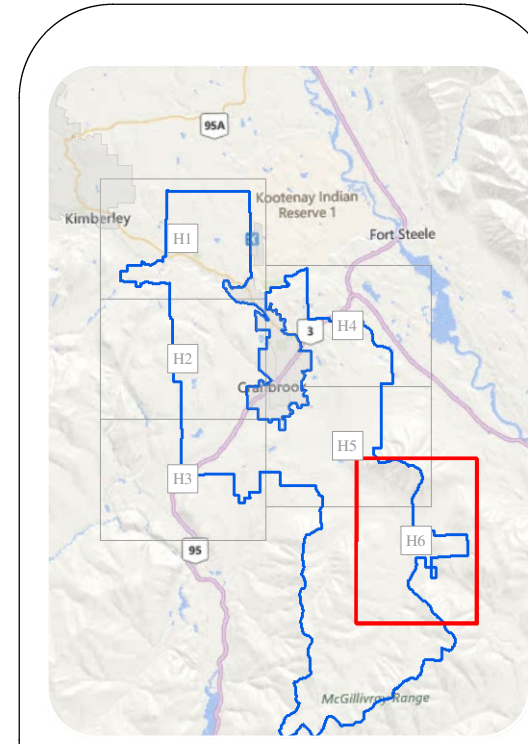 95A
Kootenay Indian
Reserve 1
Kimberley
H1
Fort Steele
H4
3
H2
Cranbrook
H5
H3
H6
95
McGillivray Range